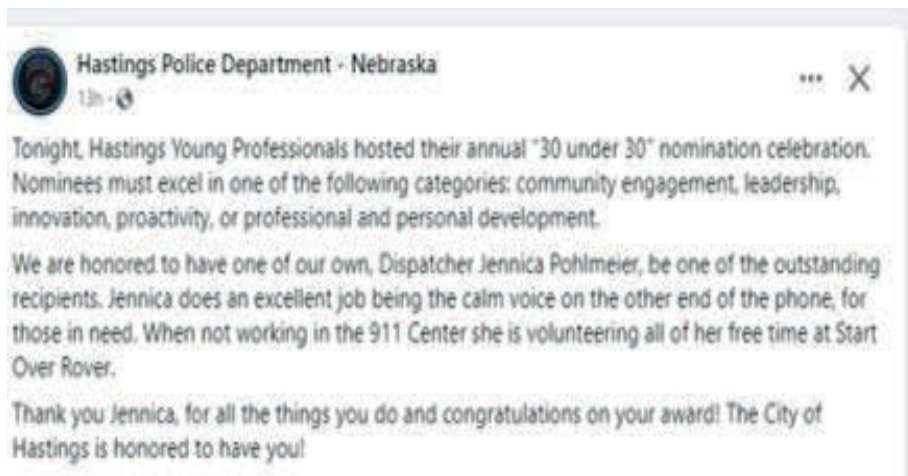 Hastings Police Department - Nebraska
13h ·
Tonight, Hastings Young Professionals hosted their annual "30 under 30" nomination celebration.
Nominees must excel in one of the following categories: community engagement, leadership,
innovation, proactivity, or professional and personal development.
We are honored to have one of our own, Dispatcher Jennica Pohlmeier, be one of the outstanding
recipients. Jennica does an excellent job being the calm voice on the other end of the phone, for
those in need. When not working in the 911 Center she is volunteering all of her free time at Start
Over Rover.
Thank you Jennica, for all the things you do and congratulations on your award! The City of
Hastings is honored to have you!